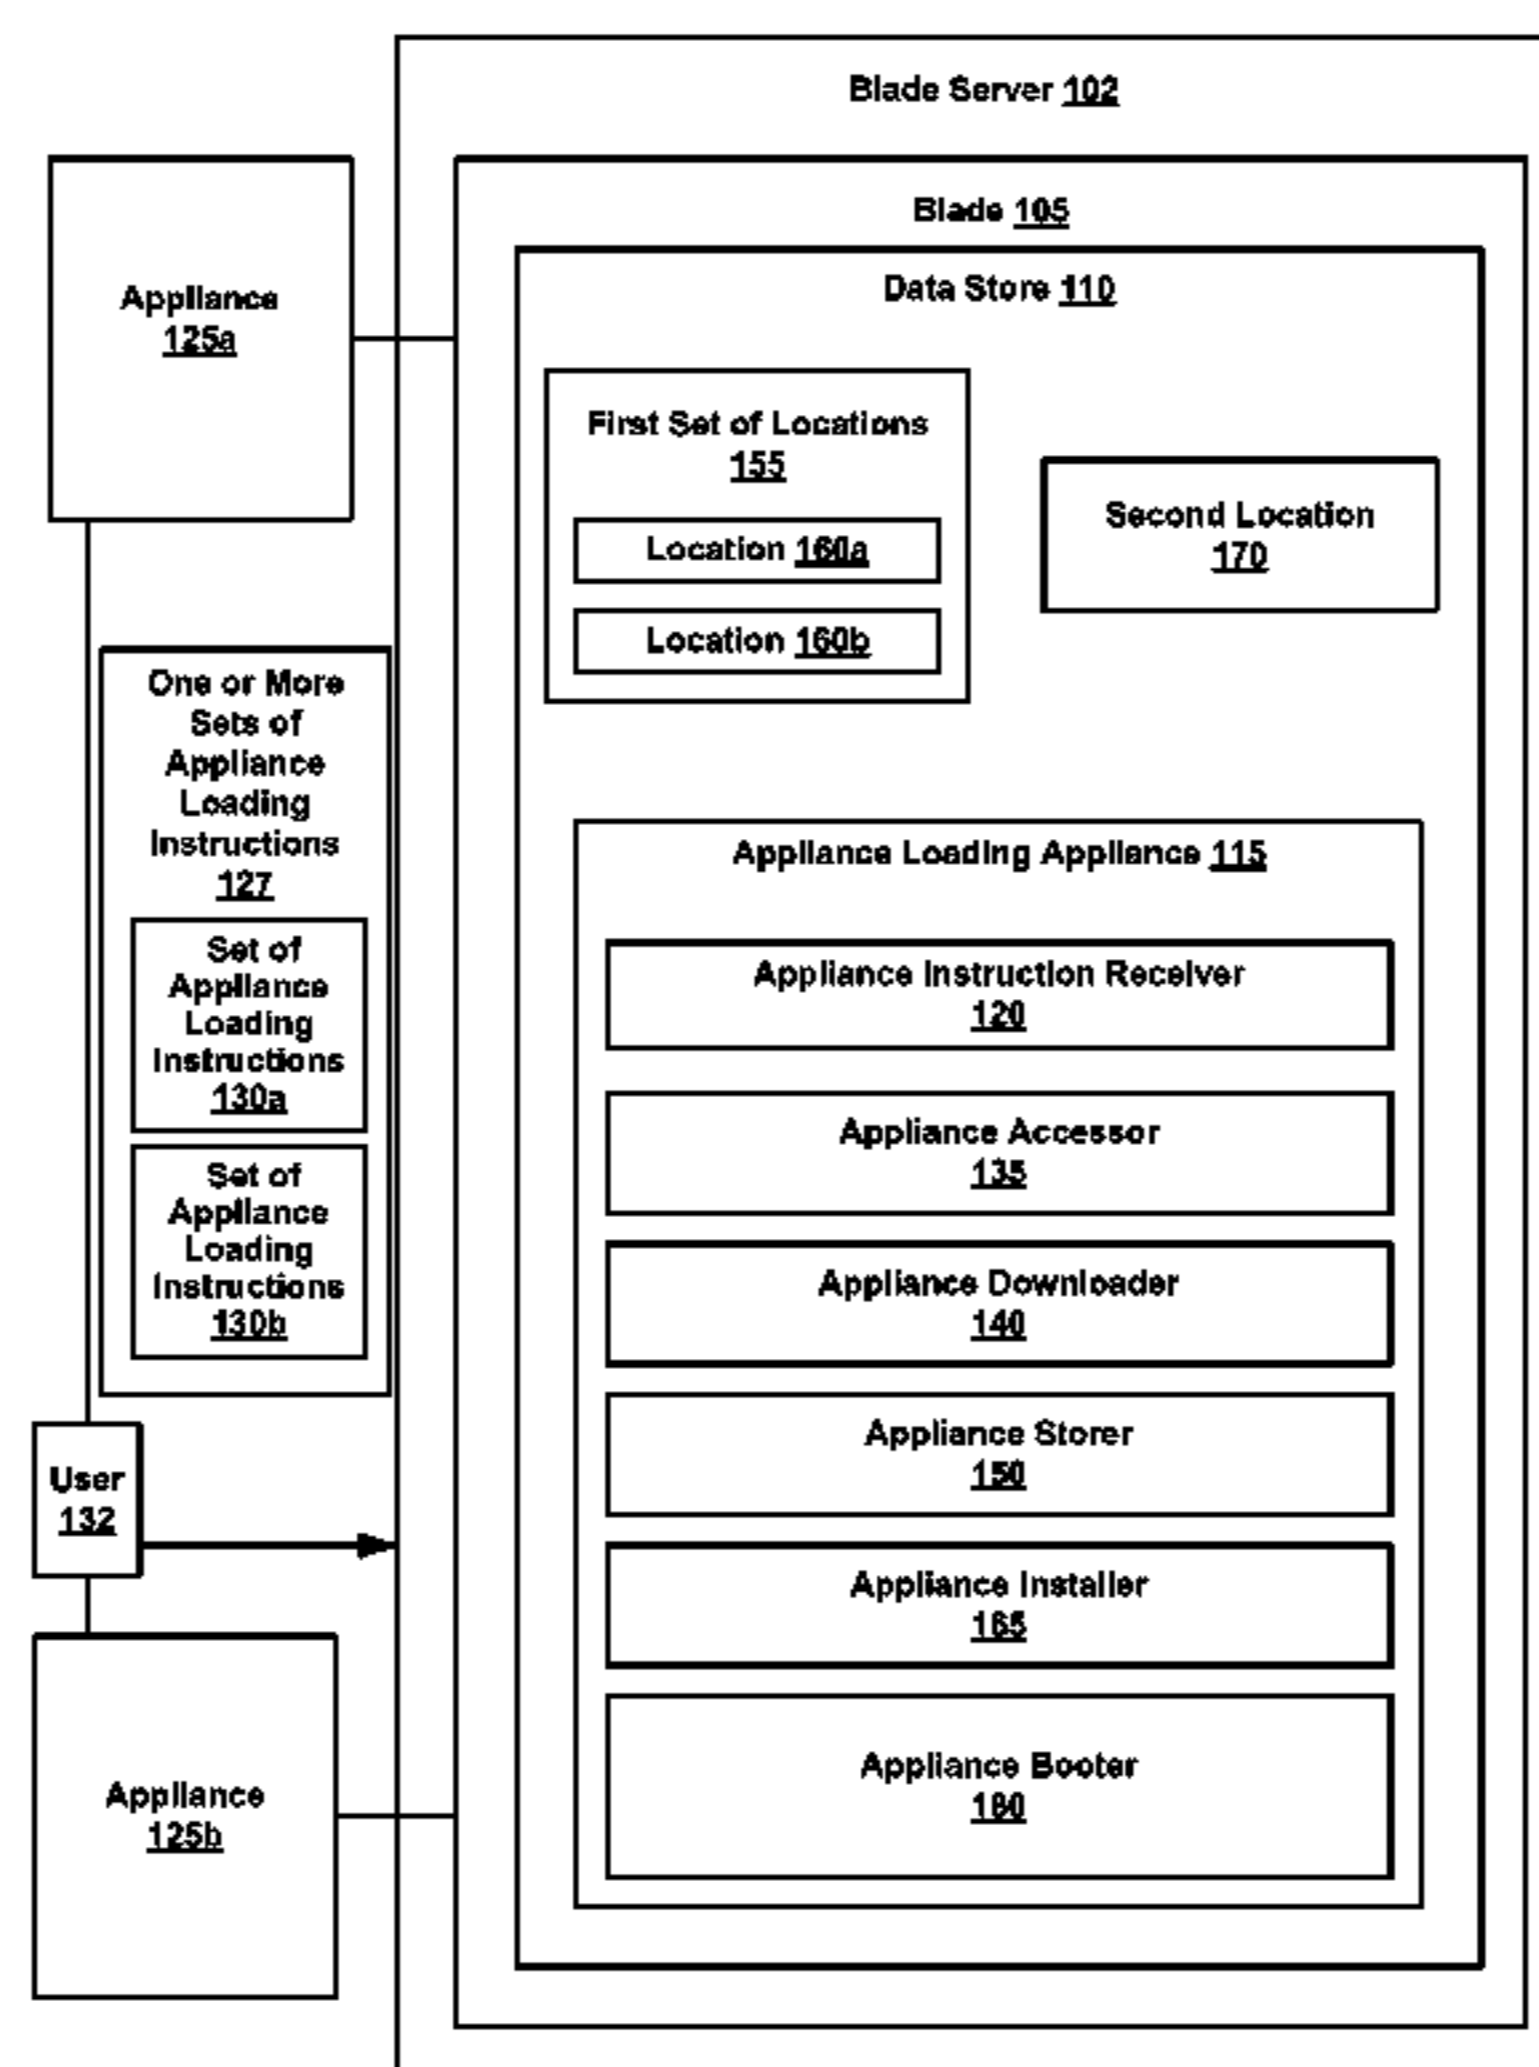 Blade Server 102
Blade 105
Data Store 110
Appliance
125a
First Set of Locations
155
Location 160a
Location 160b
Second Location
170
One or More
Sets of
Appliance
Loading
Instructions
127
Set of
Appliance
Loading
Instructions
130a
Set of
Appliance
Loading
Instructions
130b
Appliance Loading Appliance 115
Appliance Instruction Receiver
120
Appliance Accessor
135
Appliance Downloader
140
Appliance Storer
150
Appliance Installer
165
Appliance Booter
180
User
132
Appliance
125b